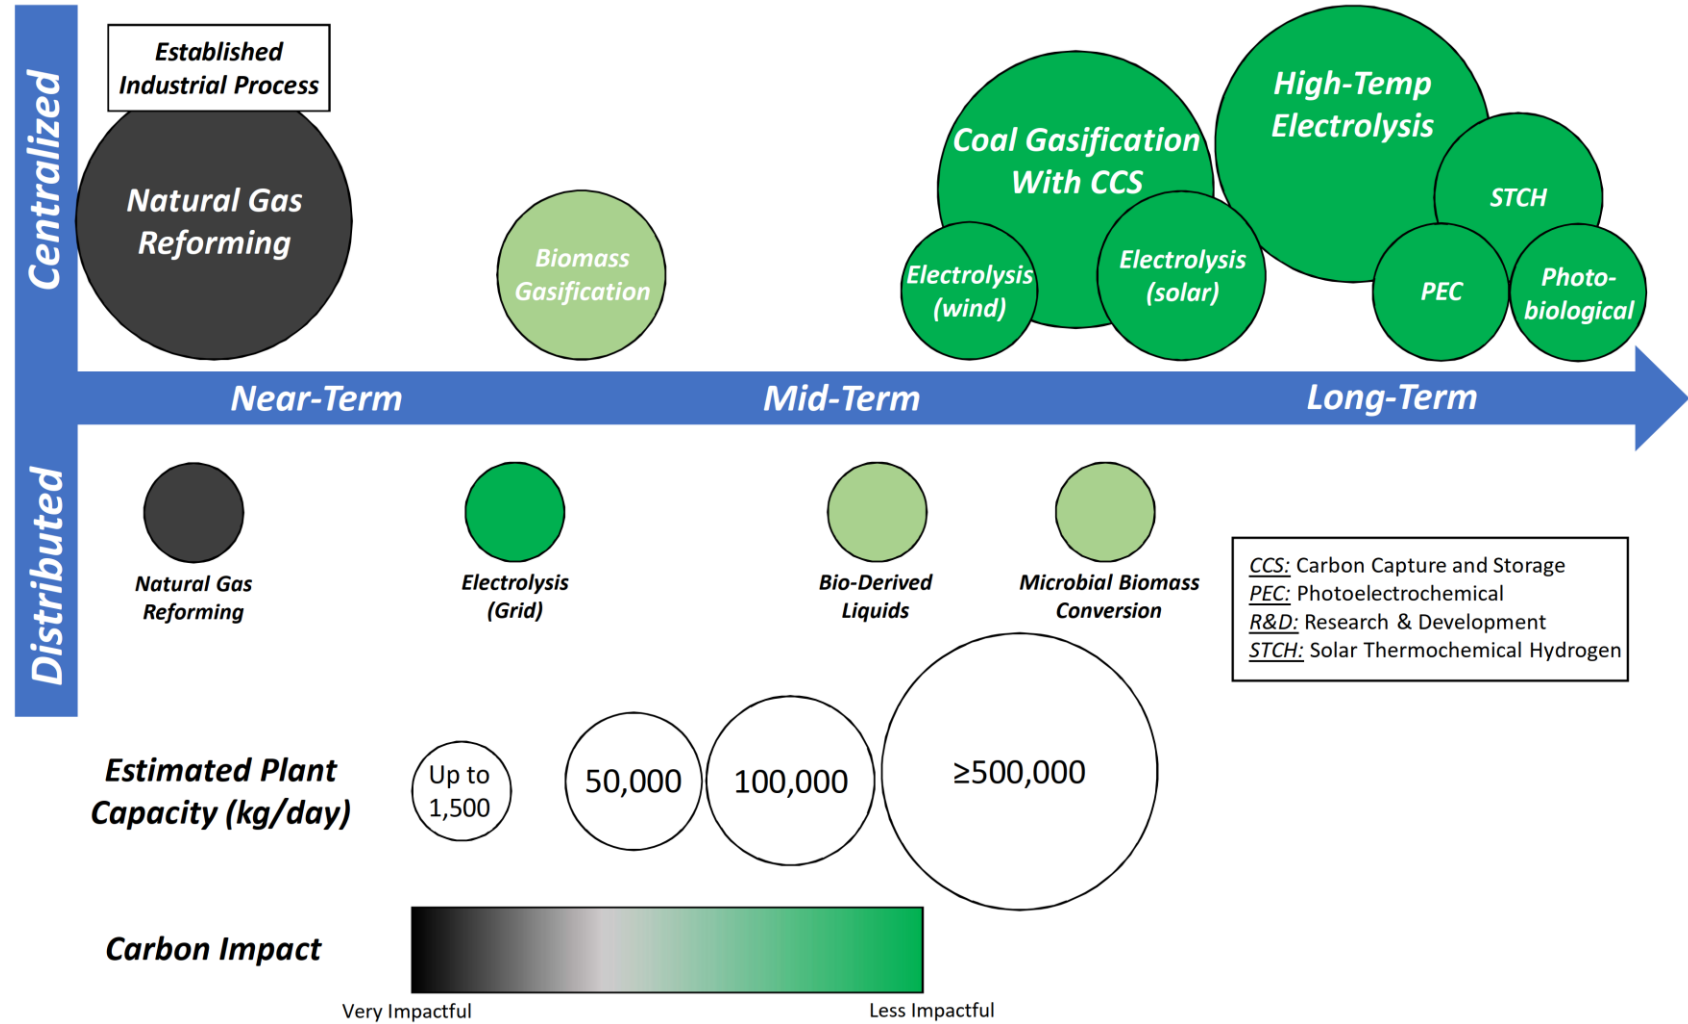 Centralized
Established
Industrial Process
Natural Gas
Reforming
Biomass
Gasification
Coal Gasification
With CCS
Electrolysis
(wind)
Electrolysis
(solar)
High-Temp
Electrolysis
STCH
PEC
Photo-
biological
Near-Term
Mid-Term
Long-Term
Distributed
Natural Gas
Reforming
Electrolysis
(Grid)
Bio-Derived
Liquids
Microbial Biomass
Conversion
CCS: Carbon Capture and Storage
PEC: Photoelectrochemical
R&D: Research & Development
STCH: Solar Thermochemical Hydrogen
Estimated Plant
Capacity (kg/day)
Up to
1,500
50,000
100,000
≥500,000
Carbon Impact
Very Impactful
Less Impactful